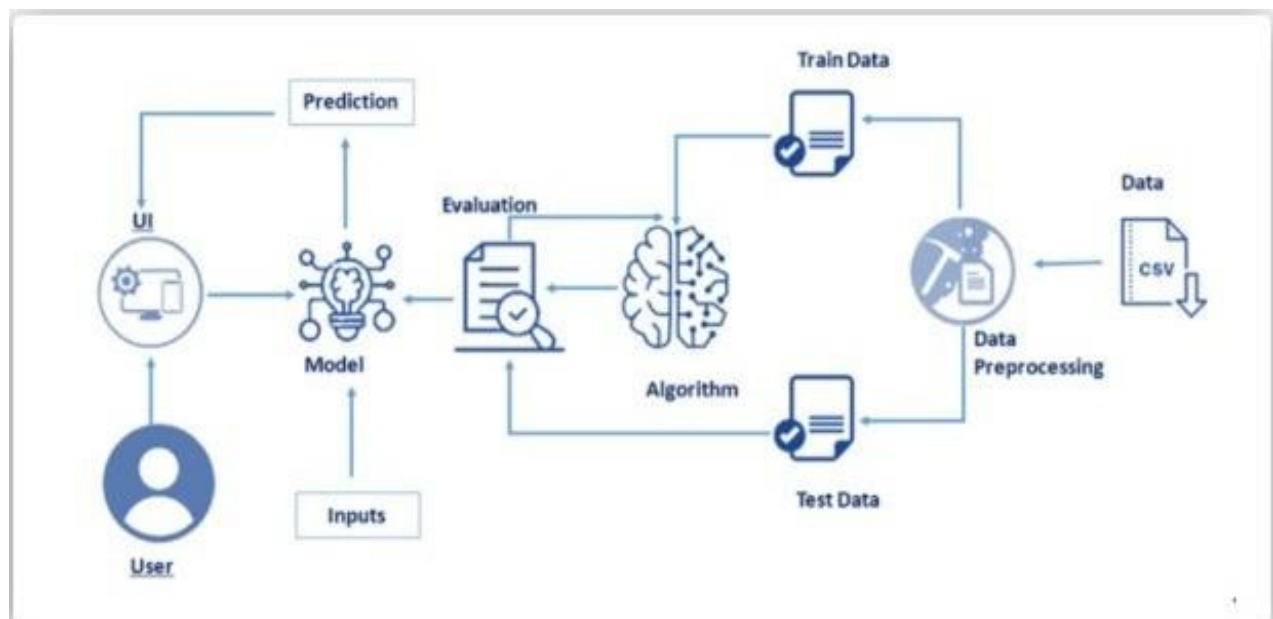 Train Data
Prediction
Data
Evaluation
UI
CSV
Model
Data
Preprocessing
Algorithm
Inputs
Test Data
User